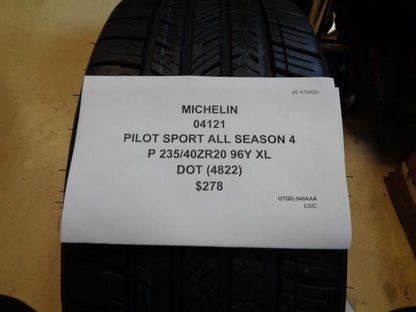 MICHELIN
04121
PILOT SPORT ALL SEASON 4
P 235/40ZR20 96Y XL
DOT (4822)
$278
UTQG:540AAA
LOC: